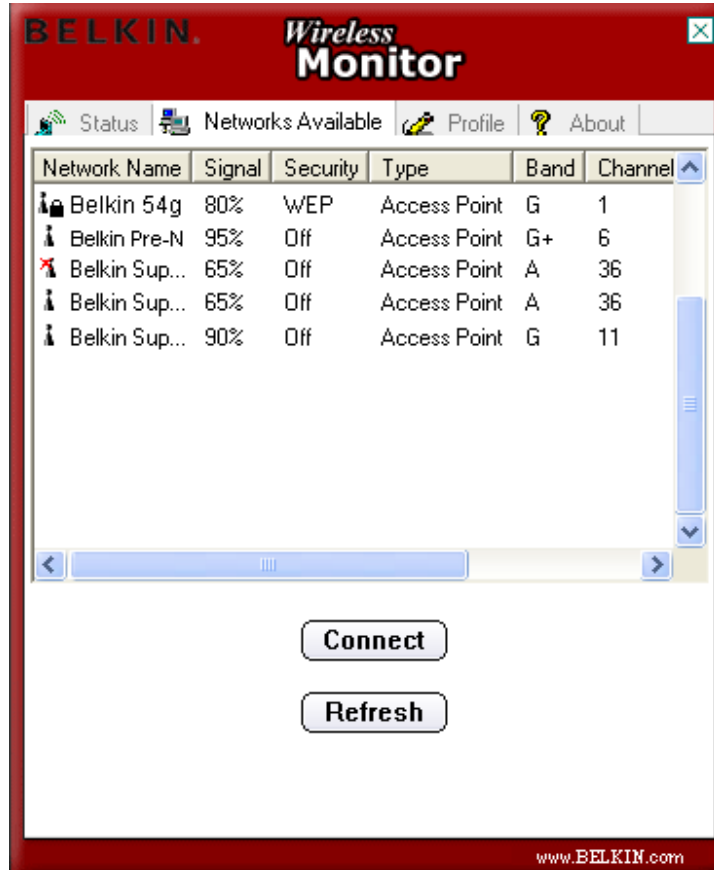 BELKIN.
Wireless
Monitor
Status Networks Available Profile About
Network Name Signal Security Type Band Channel
Belkin 54g 80% WEP Access Point G 1
Belkin Pre-N 95% Off Access Point G+ 6
Belkin Sup... 65% Off Access Point A 36
Belkin Sup... 65% Off Access Point A 36
Belkin Sup... 90% Off Access Point G 11
Connect
Refresh
www.BELKIN.com